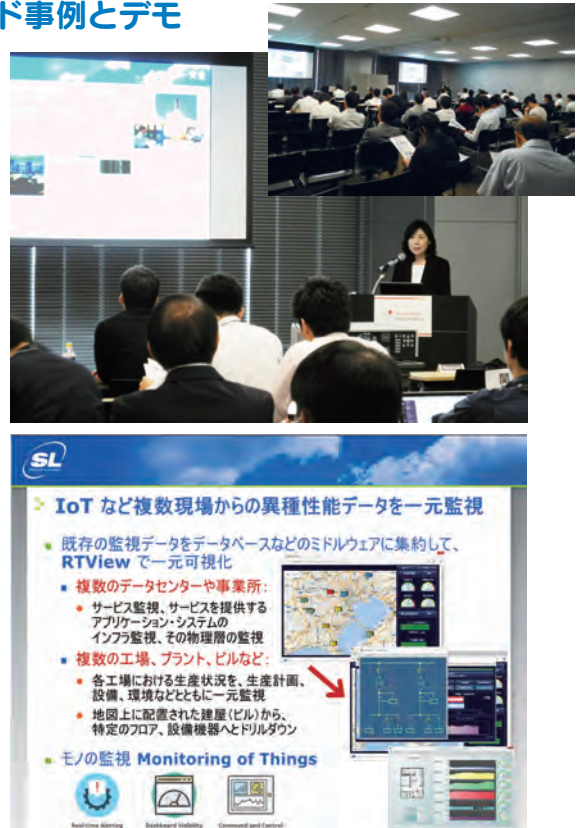 ド事例とデモ
SL
IoT など複数現場からの異種性能データを一元監視
既存の監視データをデータベースなどのミドルウェアに集約して、
RTView で一元可視化
複数のデータセンターや事業所:
サービス監視、サービスを提供する
アプリケーション・システムの
インフラ監視、その物理層の監視
複数の工場、プラント、ビルなど:
各工場における生産状況を、生産計画、
設備、環境などとともに一元監視
地図上に配置された建屋（ビル）から、
特定のフロア、設備機器へとドリルダウン
モノの監視 Monitoring of Things
Real-time Alerting
Dashboard Visibility
Command and Control